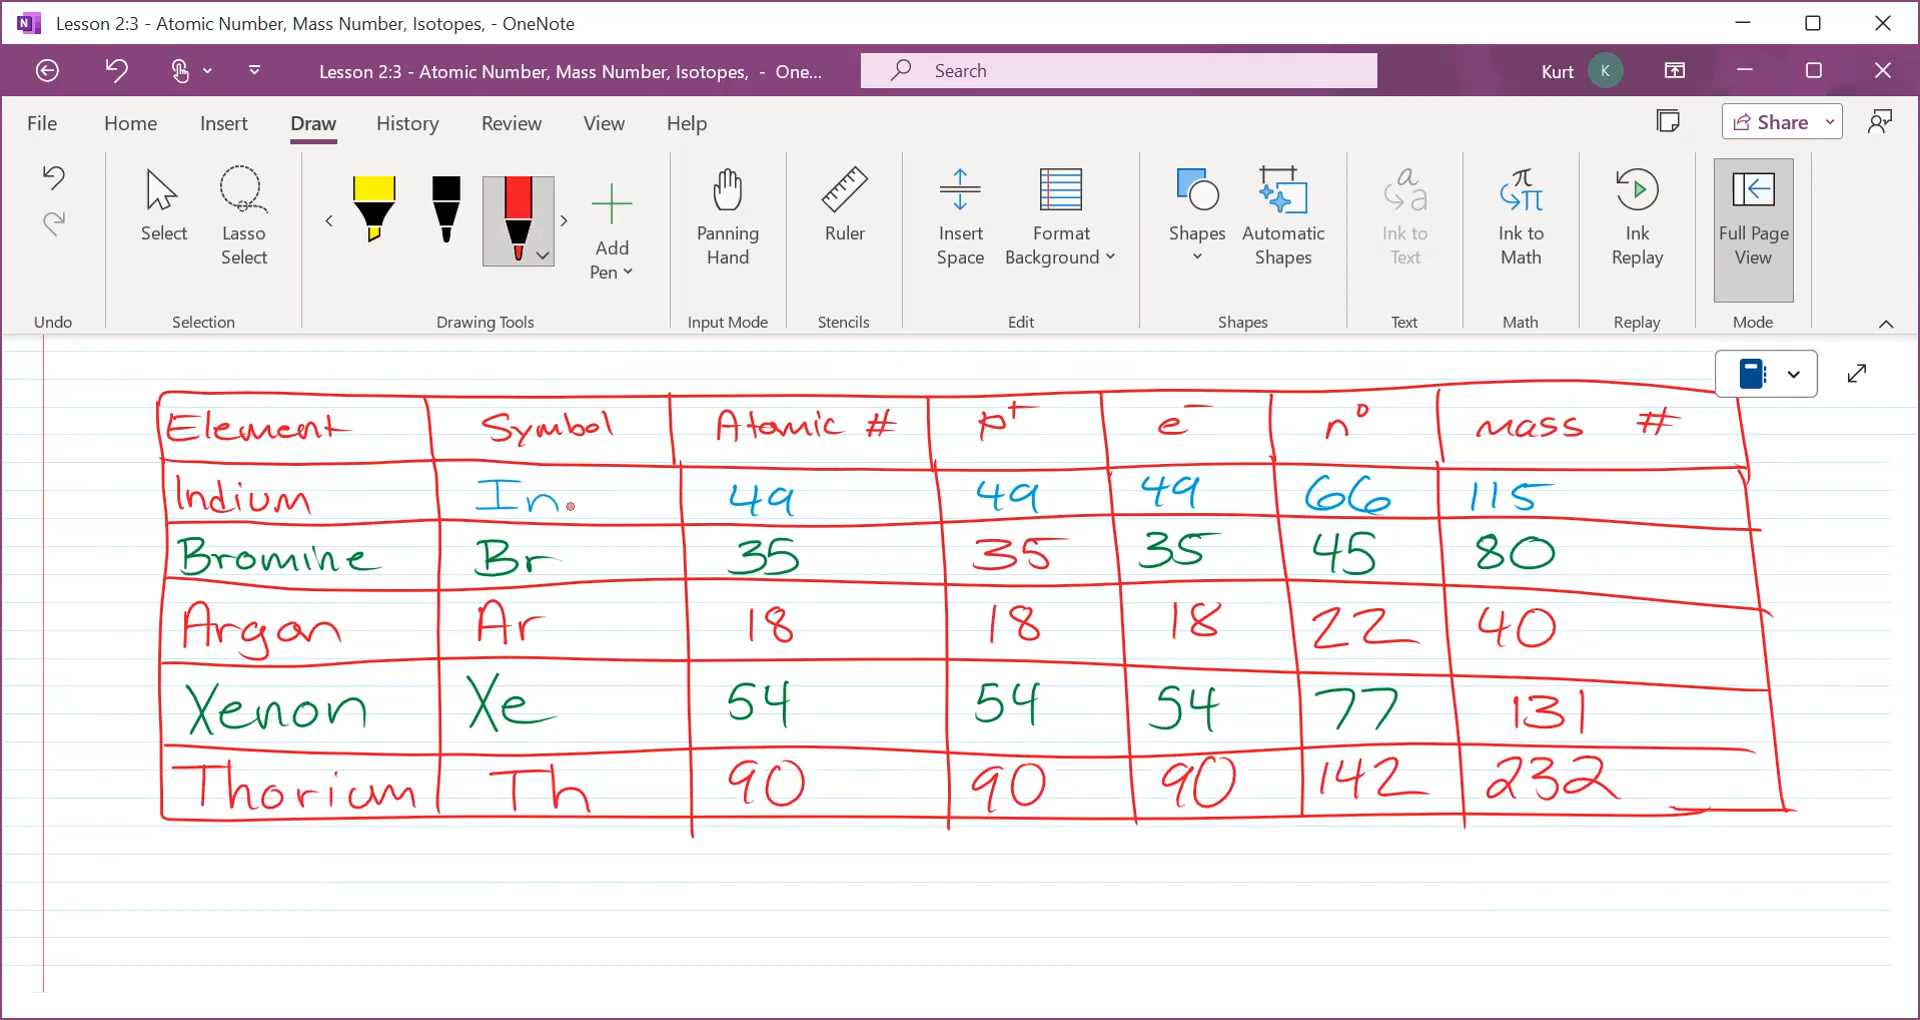 Lesson 2:3 - Atomic Number, Mass Number, Isotopes, - OneNote
Lesson 2:3 - Atomic Number, Mass Number, Isotopes, - One... Search Kurt K
File Home Insert Draw History Review View Help Share
Select Lasso Select Add Pen Panning Hand Ruler Insert Space Format Background Shapes Automatic Shapes Ink to Text Ink to Math Ink Replay Full Page View
Undo Selection Drawing Tools Input Mode Stencils Edit Shapes Text Math Replay Mode
Element Symbol Atomic # p⁺ e⁻ n⁰ mass #
Indium In 49 49 49 66 115
Bromine Br 35 35 35 45 80
Argon Ar 18 18 18 22 40
Xenon Xe 54 54 54 77 131
Thorium Th 90 90 90 142 232